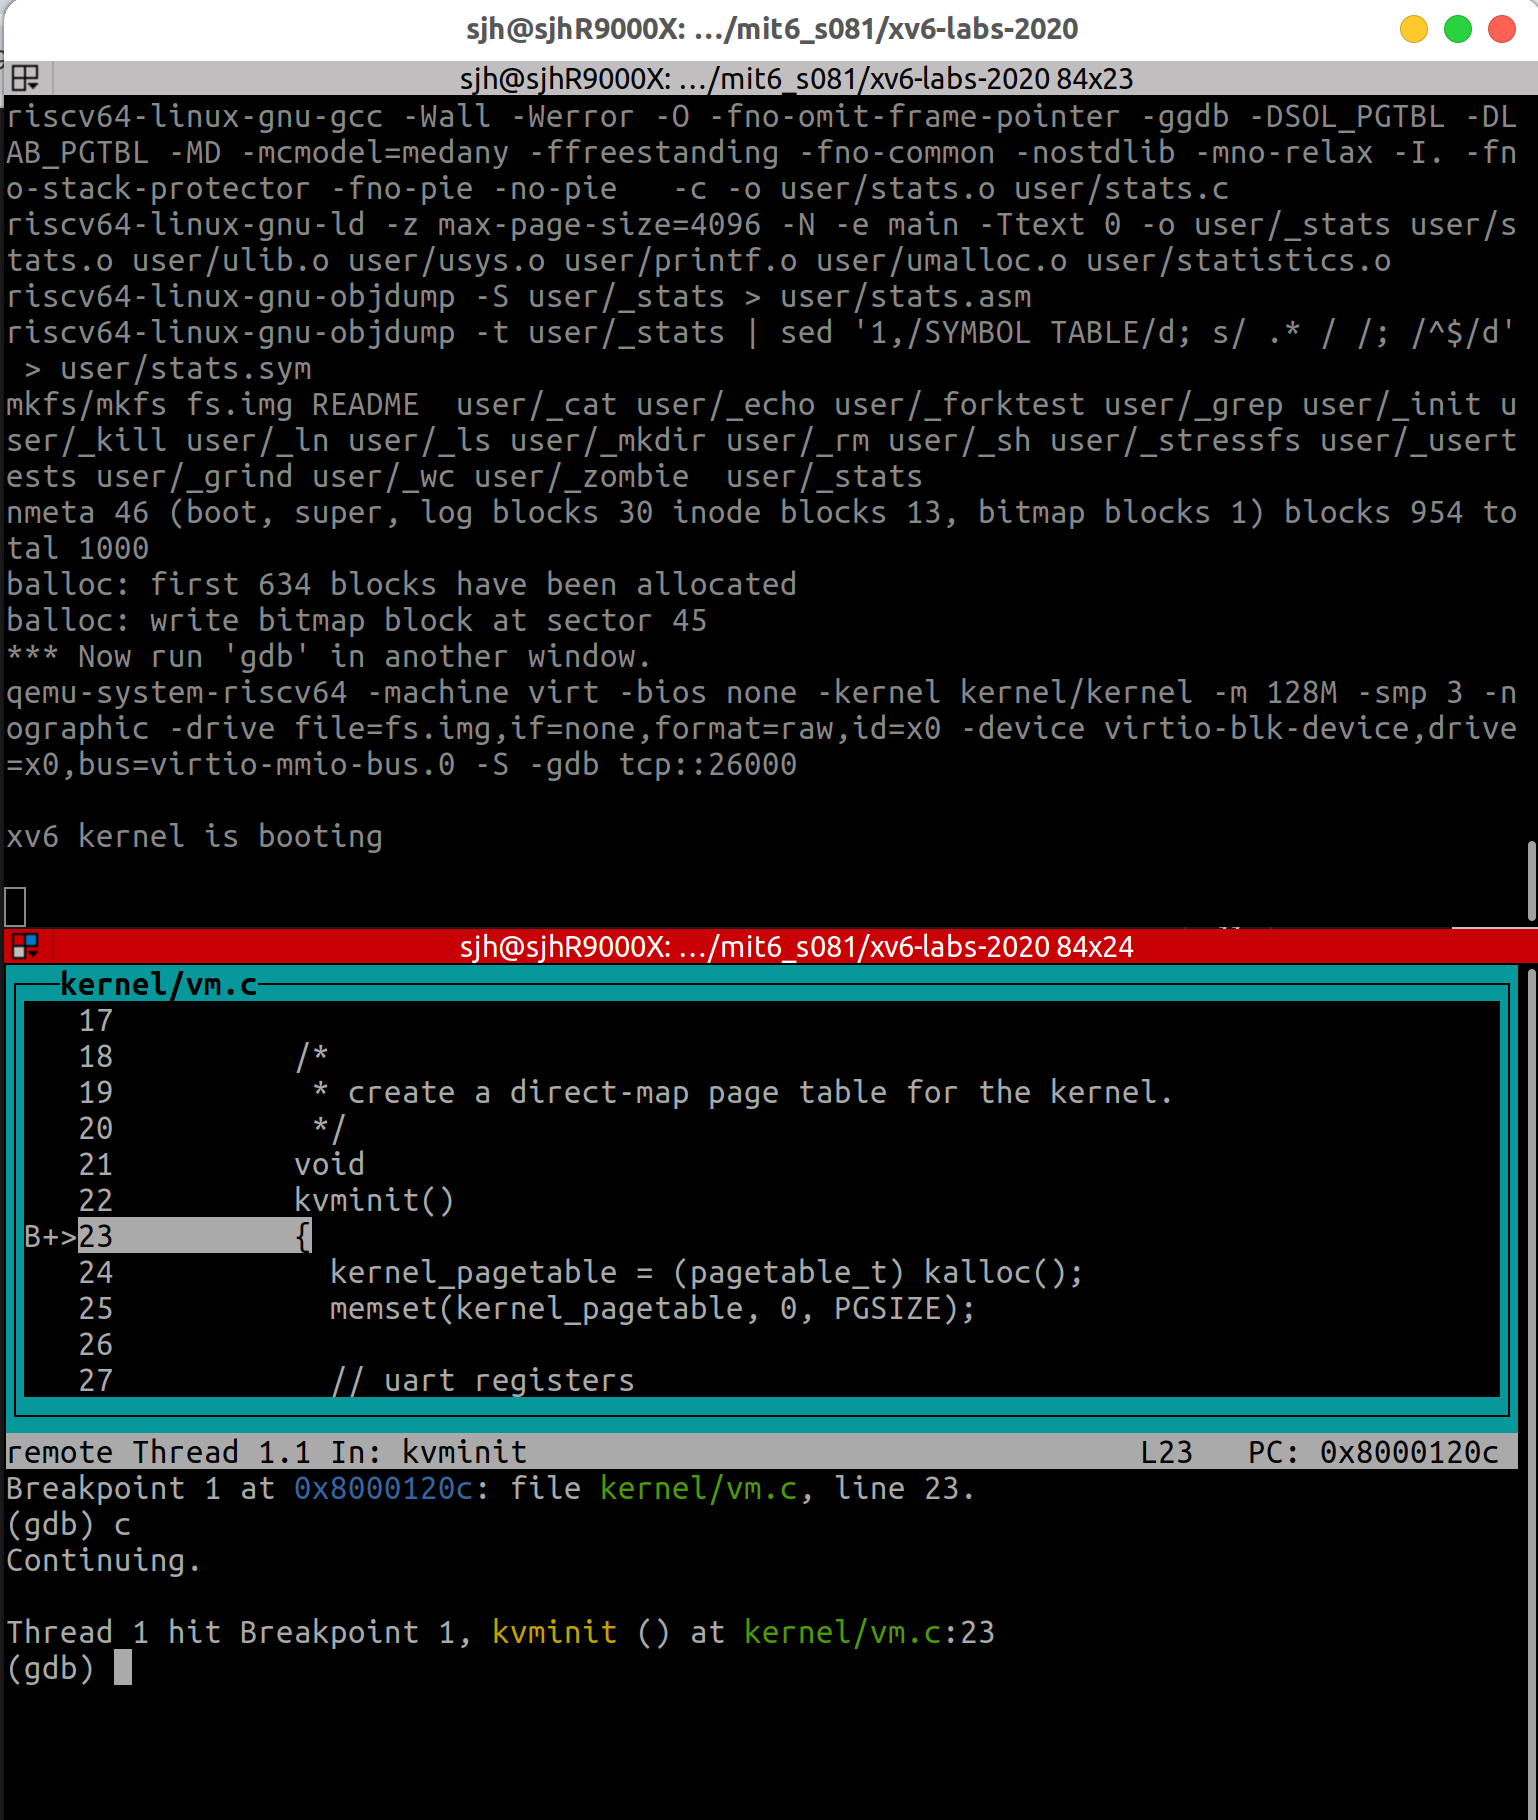 sjh@sjhR9000X: …/mit6_s081/xv6-labs-2020
sjh@sjhR9000X: …/mit6_s081/xv6-labs-2020 84x23
riscv64-linux-gnu-gcc -Wall -Werror -O -fno-omit-frame-pointer -ggdb -DSOL_PGTBL -DL
AB_PGTBL -MD -mcmodel=medany -ffreestanding -fno-common -nostdlib -mno-relax -I. -fn
o-stack-protector -fno-pie -no-pie   -c -o user/stats.o user/stats.c
riscv64-linux-gnu-ld -z max-page-size=4096 -N -e main -Ttext 0 -o user/_stats user/s
tats.o user/ulib.o user/usys.o user/printf.o user/umalloc.o user/statistics.o
riscv64-linux-gnu-objdump -S user/_stats > user/stats.asm
riscv64-linux-gnu-objdump -t user/_stats | sed '1,/SYMBOL TABLE/d; s/ .* / /; /^$/d'
 > user/stats.sym
mkfs/mkfs fs.img README  user/_cat user/_echo user/_forktest user/_grep user/_init u
ser/_kill user/_ln user/_ls user/_mkdir user/_rm user/_sh user/_stressfs user/_usert
ests user/_grind user/_wc user/_zombie  user/_stats
nmeta 46 (boot, super, log blocks 30 inode blocks 13, bitmap blocks 1) blocks 954 to
tal 1000
balloc: first 634 blocks have been allocated
balloc: write bitmap block at sector 45
*** Now run 'gdb' in another window.
qemu-system-riscv64 -machine virt -bios none -kernel kernel/kernel -m 128M -smp 3 -n
ographic -drive file=fs.img,if=none,format=raw,id=x0 -device virtio-blk-device,drive
=x0,bus=virtio-mmio-bus.0 -S -gdb tcp::26000
xv6 kernel is booting
sjh@sjhR9000X: …/mit6_s081/xv6-labs-2020 84x24
kernel/vm.c
17
18          /*
19           * create a direct-map page table for the kernel.
20           */
21          void
22          kvminit()
B+>23          {
24            kernel_pagetable = (pagetable_t) kalloc();
25            memset(kernel_pagetable, 0, PGSIZE);
26
27            // uart registers
remote Thread 1.1 In: kvminit                                  L23   PC: 0x8000120c
Breakpoint 1 at 0x8000120c: file kernel/vm.c, line 23.
(gdb) c
Continuing.
Thread 1 hit Breakpoint 1, kvminit () at kernel/vm.c:23
(gdb)